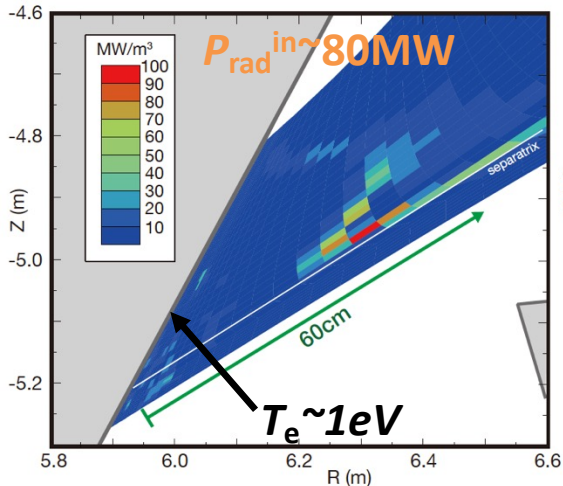 -4.6
MW/m³
P_rad^in~80MW
100
90
80
70
60
50
40
30
20
10
-4.8
separatrix
Z (m)
-5.0
60cm
-5.2
T_e~1eV
5.8 6.0 6.2 6.4 6.6
R (m)